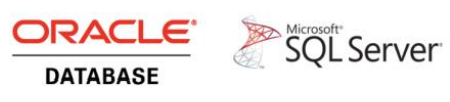 ORACLE®
DATABASE
Microsoft®
SQL Server®